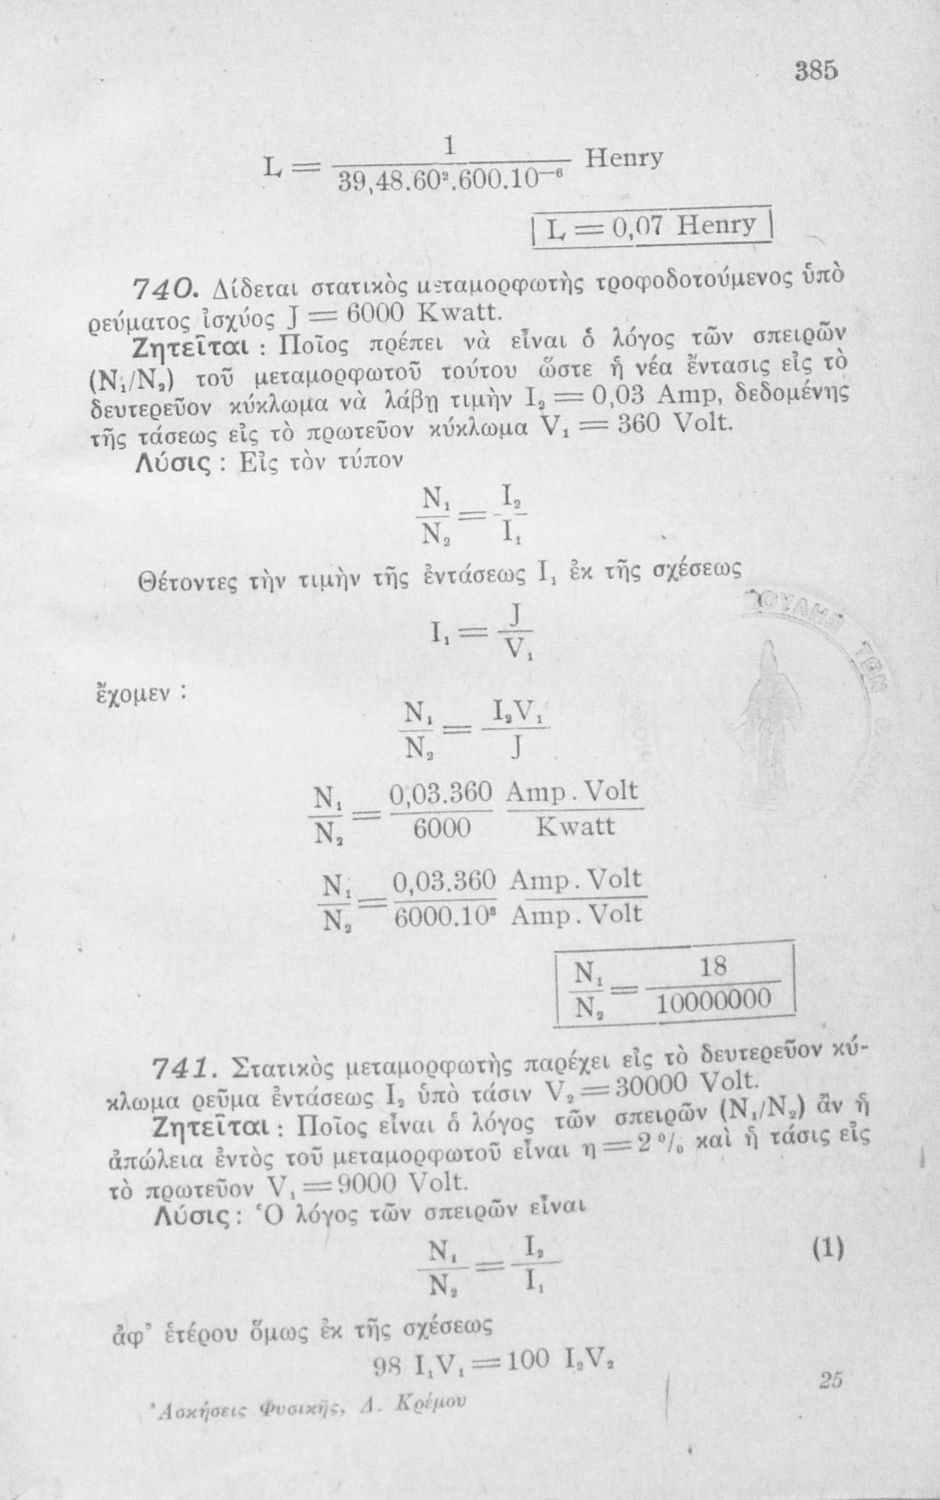 385
L = 1 / 39,48.60².600.10⁻⁶ Henry
L = 0,07 Henry
740. Δίδεται στατικὸς μεταμορφωτὴς τροφοδοτούμενος ὑπὸ
ρεύματος ἰσχύος J = 6000 Kwatt.
Ζητεῖται : Ποῖος πρέπει νὰ εἶναι ὁ λόγος τῶν σπειρῶν
(N₁/N₂) τοῦ μεταμορφωτοῦ τούτου ὥστε ἡ νέα ἔντασις εἰς τὸ
δευτερεῦον κύκλωμα νὰ λάβῃ τιμὴν I₂ = 0,03 Amp, δεδομένης
τῆς τάσεως εἰς τὸ πρωτεῦον κύκλωμα V₁ = 360 Volt.
Λύσις : Εἰς τὸν τύπον
N₁/N₂ = I₂/I₁
Θέτοντες τὴν τιμὴν τῆς ἐντάσεως I₁ ἐκ τῆς σχέσεως
I₁ = J/V₁
ἔχομεν :
N₁/N₂ = I₂V₁/J
N₁/N₂ = 0,03.360/6000 Amp . Volt/Kwatt
N₁/N₂ = 0,03.360/6000.10³ Amp . Volt/Amp . Volt
N₁/N₂ = 18/10000000
741. Στατικὸς μεταμορφωτὴς παρέχει εἰς τὸ δευτερεῦον κύ-
κλωμα ρεῦμα ἐντάσεως I₂ ὑπὸ τάσιν V₂ = 30000 Volt.
Ζητεῖται : Ποῖος εἶναι ὁ λόγος τῶν σπειρῶν (N₁/N₂) ἂν ἡ
ἀπώλεια ἐντὸς τοῦ μεταμορφωτοῦ εἶναι η = 2 % καὶ ἡ τάσις εἰς
τὸ πρωτεῦον V₁ = 9000 Volt.
Λύσις : Ὁ λόγος τῶν σπειρῶν εἶναι
N₁/N₂ = I₂/I₁ (1)
ἀφ' ἑτέρου ὅμως ἐκ τῆς σχέσεως
98 I₁V₁ = 100 I₂V₂
Ἀσκήσεις Φυσικῆς, Δ. Κρέμου 25